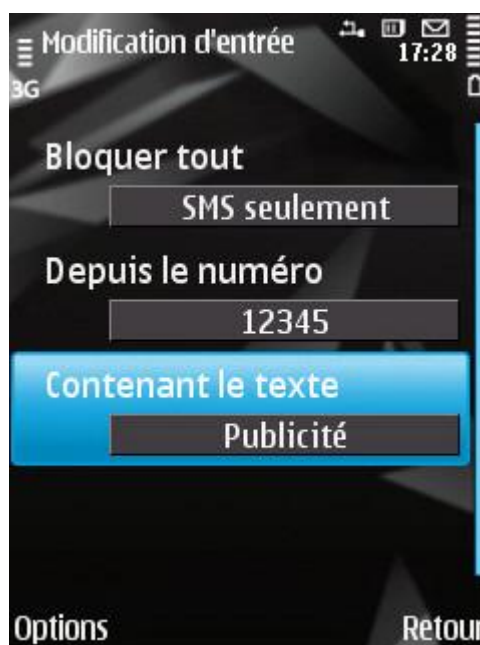 Modification d'entrée
17:28
3G
Bloquer tout
SMS seulement
Depuis le numéro
12345
Contenant le texte
Publicité
Options
Retour